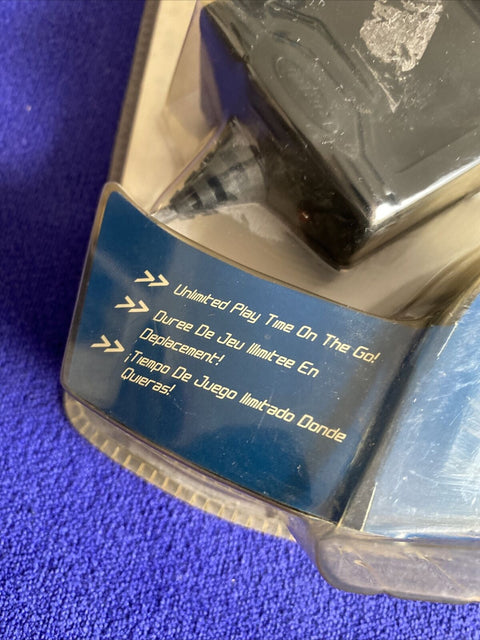 >> Unlimited Play Time On The Go!
>> Duree De Jeu Illimitee En
Deplacement!
>> ¡Tiempo De Juego Ilimitado Donde
Quieras!